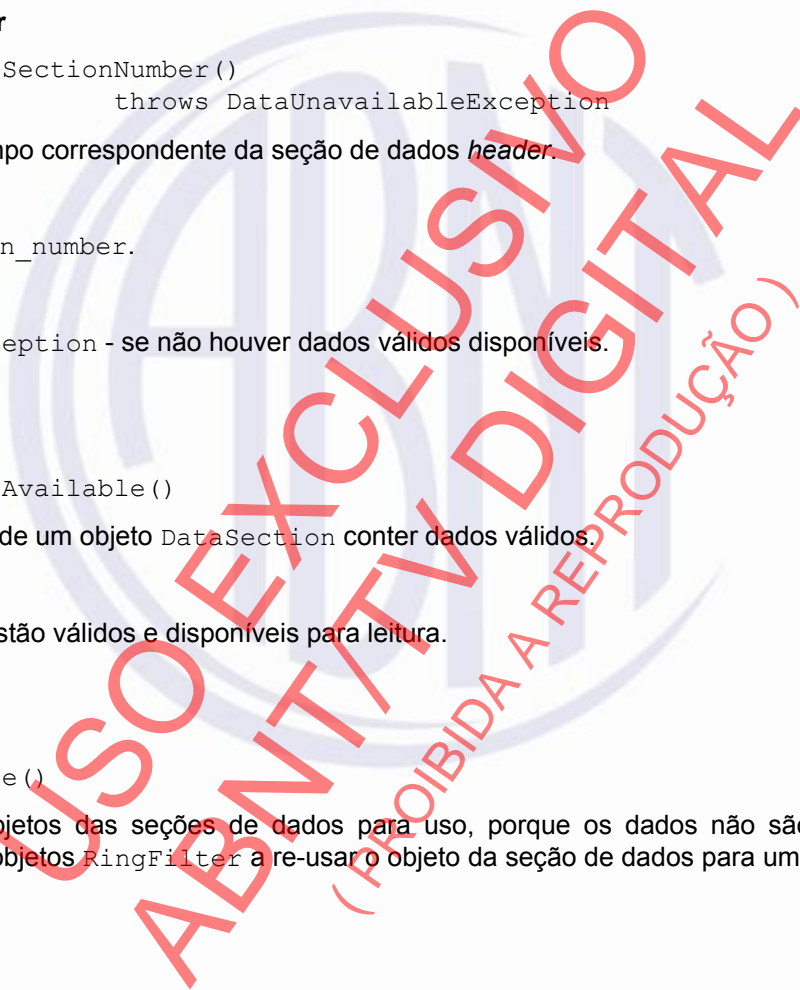 r
SectionNumber()
throws DataUnavailableException
mpo correspondente da seção de dados header.
n_number.
eption - se não houver dados válidos disponíveis.
Available()
de um objeto DataSection conter dados válidos.
stão válidos e disponíveis para leitura.
e()
bjetos das seções de dados para uso, porque os dados não são
objetos RingFilter a re-usar o objeto da seção de dados para um
USO EXCLUSIVO
ABNT/TV DIGITAL
( PROIBIDA A REPRODUÇÃO )
ABNT